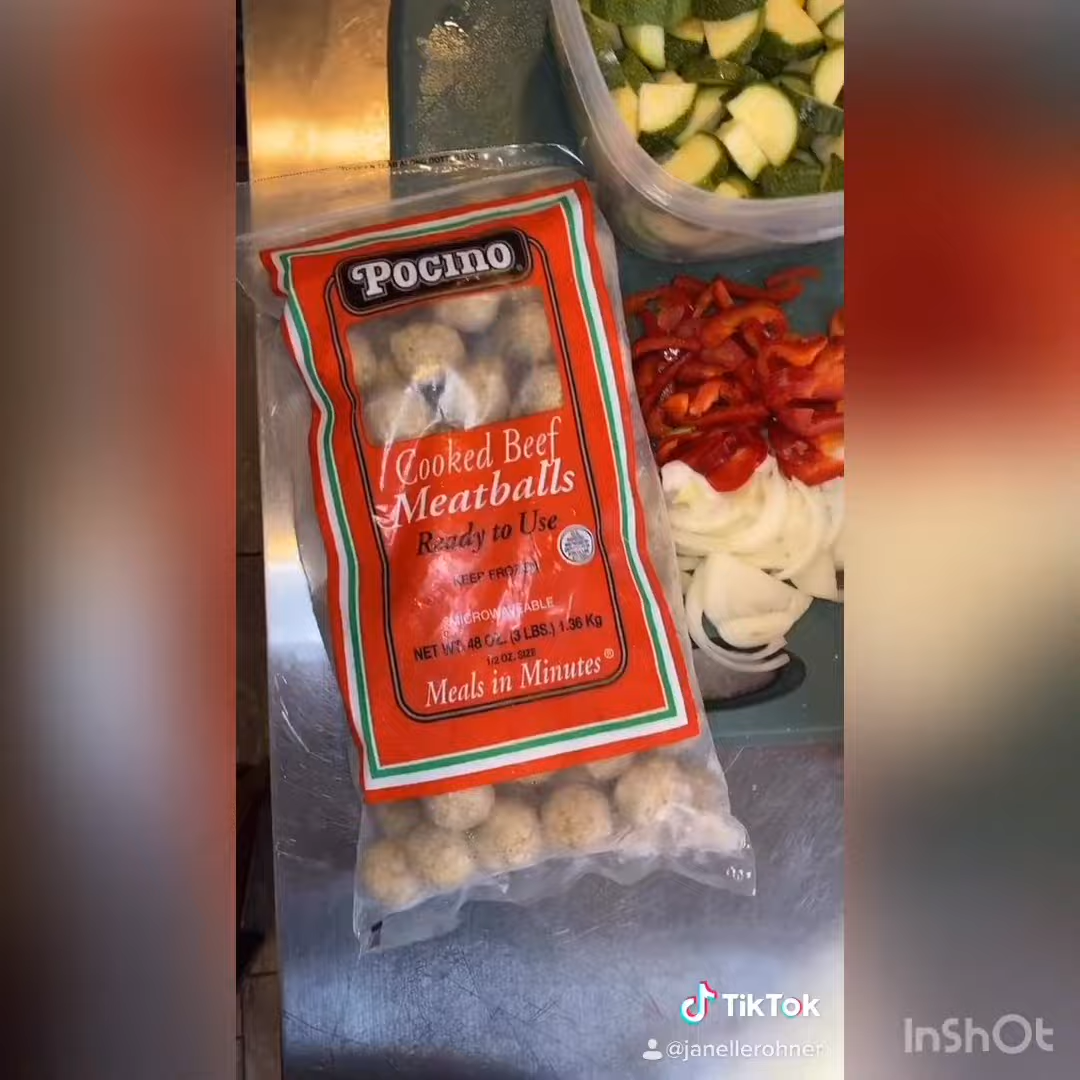 Pocino
Cooked Beef
Meatballs
Ready to Use
KEEP FROZEN
MICROWAVEABLE
NET WT. 48 OZ. (3 LBS.) 1.36 Kg
1/2 OZ. SIZE
Meals in Minutes®
TikTok
@janellerohner
InShOt